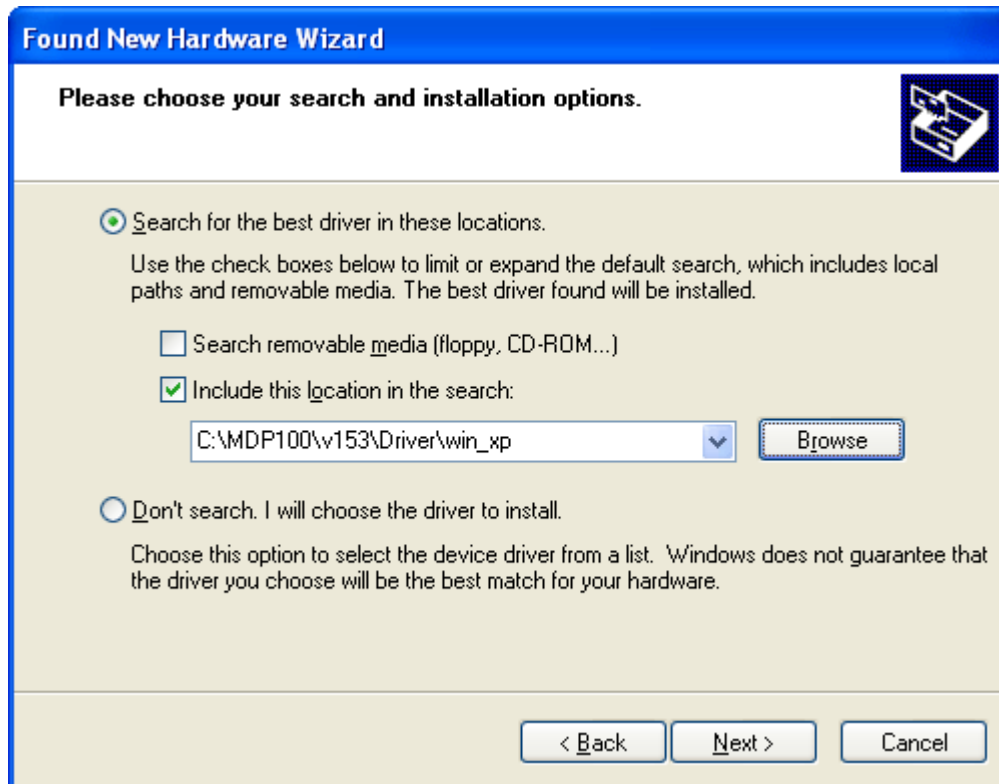 Found New Hardware Wizard
Please choose your search and installation options.
Search for the best driver in these locations.
Use the check boxes below to limit or expand the default search, which includes local
paths and removable media. The best driver found will be installed.
Search removable media (floppy, CD-ROM...)
Include this location in the search:
C:\MDP100\v153\Driver\win_xp
Browse
Don't search. I will choose the driver to install.
Choose this option to select the device driver from a list. Windows does not guarantee that
the driver you choose will be the best match for your hardware.
< Back Next > Cancel